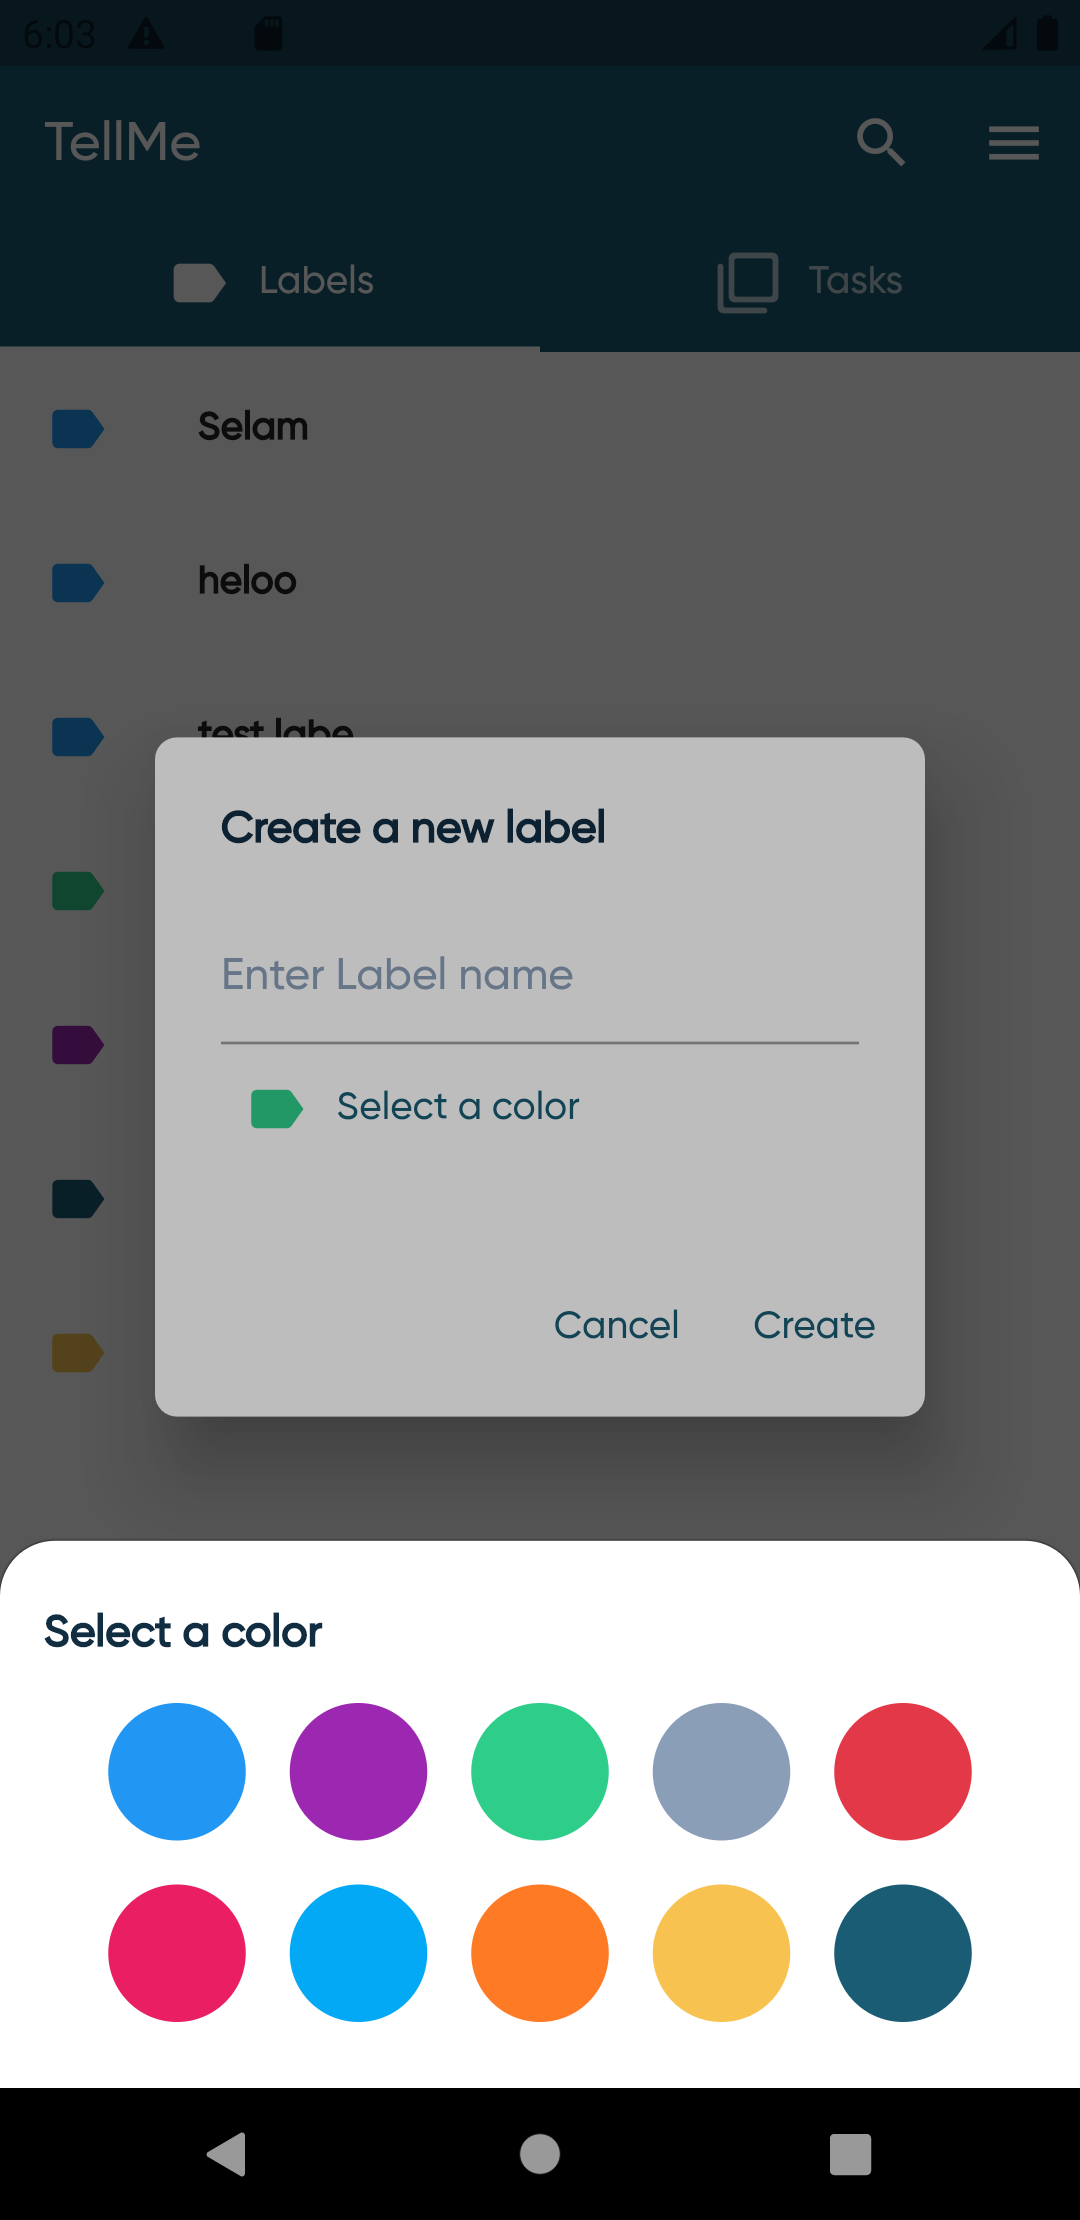 6:03
TellMe
Labels
Tasks
Selam
heloo
test labe
Create a new label
Enter Label name
Select a color
Cancel
Create
Select a color